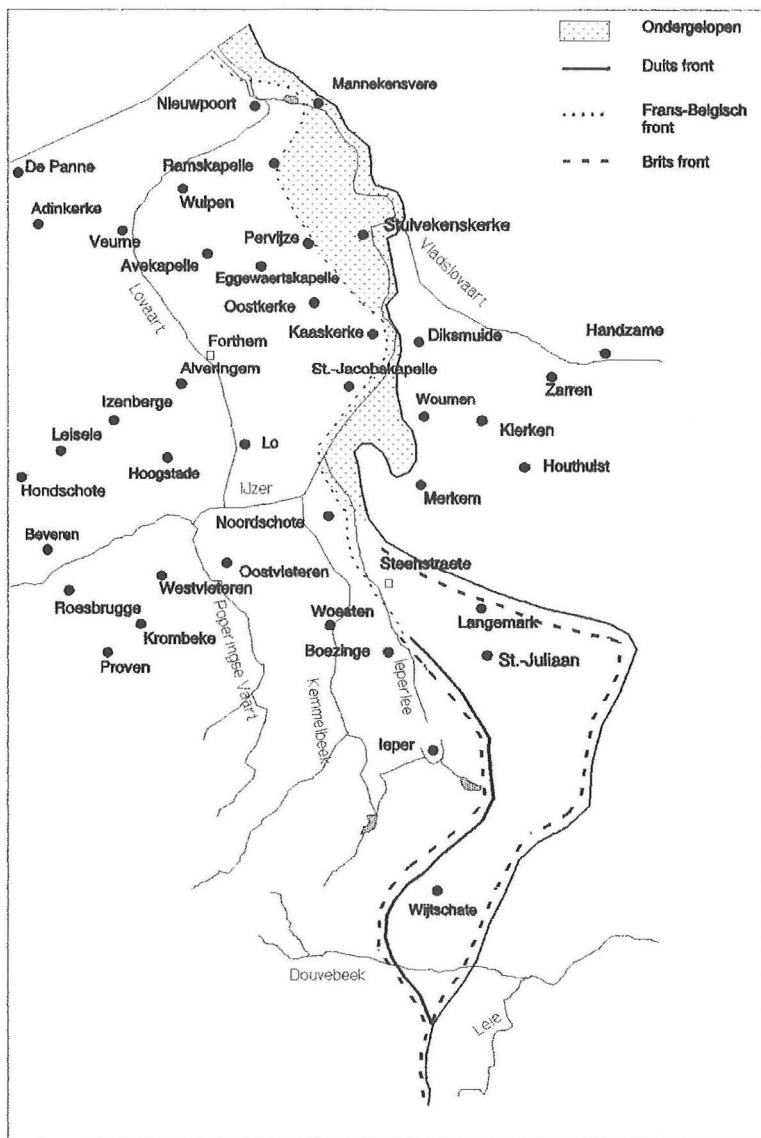 Ondergelopen
Duits front
Frans-Belgisch
front
Brits front
Mannekensvere
Nieuwpoort
De Panne
Ramskapelle
Wulpen
Adinkerke
Veurne
Pervijze
Stuivekenskerke
Avekapelle
Eggewaertskapelle
Vladslovaart
Lovaart
Oostkerke
Kaaskerke
Diksmuide
Handzame
Forthem
St.-Jacobskapelle
Zarren
Alveringem
Izenberge
Woumen
Klerken
Leisele
Lo
Hoogstade
Houthulst
Hondschote
IJzer
Merkem
Noordschote
Beveren
Steenstraete
Oostvleteren
Westvleteren
Roesbrugge
Krombeke
Woesten
Langemark
Proven
Boezinge
St.-Juliaan
Poperingse Vaart
Kemmelbeek
Ieperlee
Ieper
Wijtschate
Douvebeek
Leie